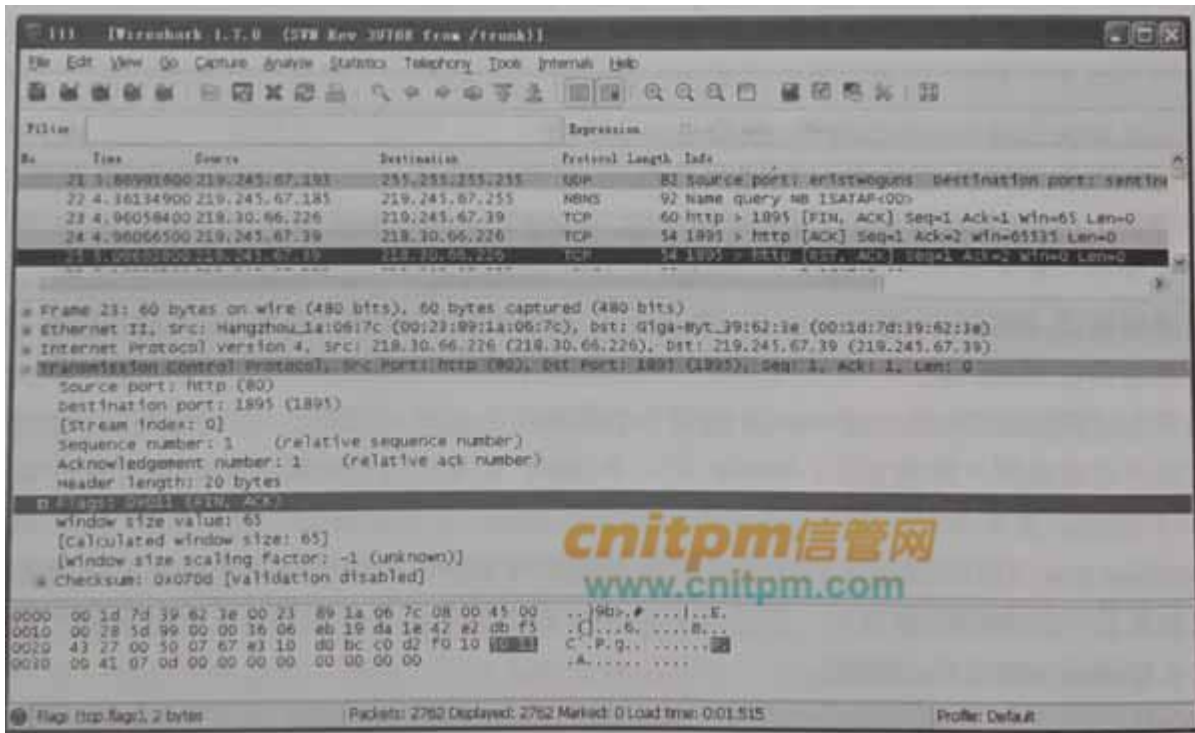 111 [Wireshark 1.7.0 (SVN Rev 39708 from /trunk)]
File Edit View Go Capture Analyze Statistics Telephony Tools Internals Help
Filter Expression
No Time Source Destination Protocol Length Info
219.245.67.193 255.255.255.255 UDP 82 Source port: eristwoguns Destination port:
22 4.36134900 219.245.67.185 219.245.67.255 NBNS 92 Name query NB ISATAP<00>
23 4.96058400 218.30.66.226 219.245.67.39 TCP 60 http > 1895 [FIN, ACK] Seq=1 Ack=1 Win=65 Len=0
24 4.96066500 219.245.67.39 218.30.66.226 TCP 54 1895 > http [ACK] Seq=1 Ack=2 Win=65535 Len=0
219.245.67.39 218.30.66.226 TCP 54 1895 > http [RST, ACK] Seq=1 Ack=2 Win=0 Len=0
Frame 23: 60 bytes on wire (480 bits), 60 bytes captured (480 bits)
Ethernet II, Src: Hangzhou_1a:06:7c (00:23:89:1a:06:7c), Dst: Giga-Byt_39:62:3e (00:1d:7d:39:62:3e)
Internet Protocol Version 4, Src: 218.30.66.226 (218.30.66.226), Dst: 219.245.67.39 (219.245.67.39)
Transmission Control Protocol, Src Port: http (80), Dst Port: 1895 (1895), Seq: 1, Ack: 1, Len: 0
Source port: http (80)
Destination port: 1895 (1895)
[Stream index: 0]
Sequence number: 1 (relative sequence number)
Acknowledgement number: 1 (relative ack number)
Header length: 20 bytes
Flags: 0x011 (FIN, ACK)
Window size value: 65
[Calculated window size: 65]
[Window size scaling factor: -1 (unknown)]
Checksum: 0x070d [validation disabled]
cnitpm信管网
www.cnitpm.com
0000 00 1d 7d 39 62 3e 00 23 89 1a 06 7c 08 00 45 00 ..}9b>.# ...|..E.
0010 00 28 5d 99 00 00 36 06 eb 19 da 1e 42 e2 db f5 .(]...6. ....B...
0020 43 27 00 50 07 67 e3 10 d0 bc c0 d2 f0 10 50 11 C'.P.g.. ......P.
0030 00 41 07 0d 00 00 00 00 00 00 00 00 .A...... ....
Flags (tcp.flags), 2 bytes Packets: 2762 Displayed: 2762 Marked: 0 Load time: 0:01.515 Profile: Default